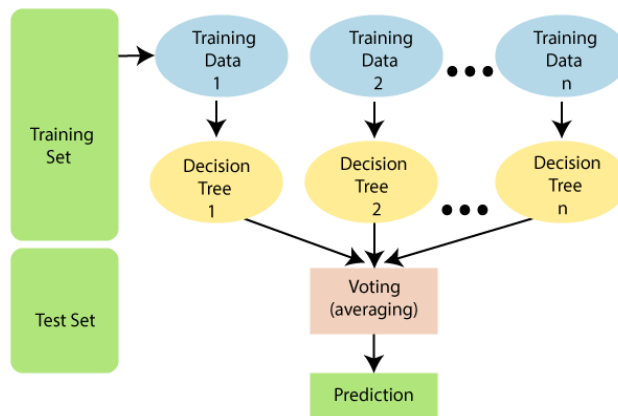 Training
Data
1
Training
Data
2
Training
Data
n
Training
Set
Decision
Tree
1
Decision
Tree
2
Decision
Tree
n
Voting
(averaging)
Test Set
Prediction